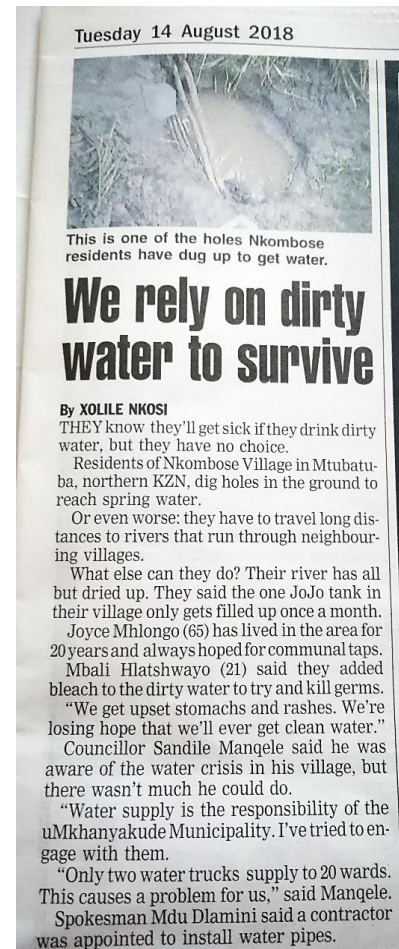 Tuesday 14 August 2018
This is one of the holes Nkombose
residents have dug up to get water.
We rely on dirty
water to survive
By XOLILE NKOSI
THEY know they'll get sick if they drink dirty
water, but they have no choice.
Residents of Nkombose Village in Mtubatu-
ba, northern KZN, dig holes in the ground to
reach spring water.
Or even worse: they have to travel long dis-
tances to rivers that run through neighbour-
ing villages.
What else can they do? Their river has all
but dried up. They said the one JoJo tank in
their village only gets filled up once a month.
Joyce Mhlongo (65) has lived in the area for
20 years and always hoped for communal taps.
Mbali Hlatshwayo (21) said they added
bleach to the dirty water to try and kill germs.
"We get upset stomachs and rashes. We're
losing hope that we'll ever get clean water."
Councillor Sandile Manqele said he was
aware of the water crisis in his village, but
there wasn't much he could do.
"Water supply is the responsibility of the
uMkhanyakude Municipality. I've tried to en-
gage with them.
"Only two water trucks supply to 20 wards.
This causes a problem for us," said Manqele.
Spokesman Mdu Dlamini said a contractor
was appointed to install water pipes.